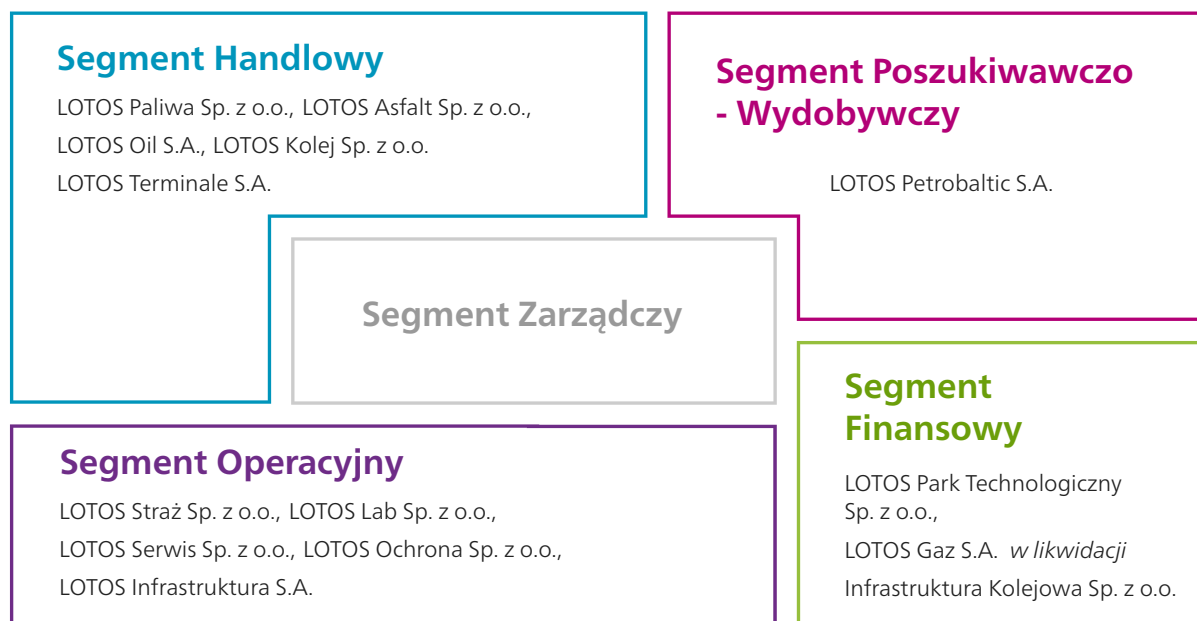 Segment Handlowy
LOTOS Paliwa Sp. z o.o., LOTOS Asfalt Sp. z o.o.,
LOTOS Oil S.A., LOTOS Kolej Sp. z o.o.
LOTOS Terminale S.A.
Segment Poszukiwawczo
- Wydobywczy
LOTOS Petrobaltic S.A.
Segment Zarządczy
Segment Operacyjny
LOTOS Straż Sp. z o.o., LOTOS Lab Sp. z o.o.,
LOTOS Serwis Sp. z o.o., LOTOS Ochrona Sp. z o.o.,
LOTOS Infrastruktura S.A.
Segment
Finansowy
LOTOS Park Technologiczny
Sp. z o.o.,
LOTOS Gaz S.A. w likwidacji
Infrastruktura Kolejowa Sp. z o.o.